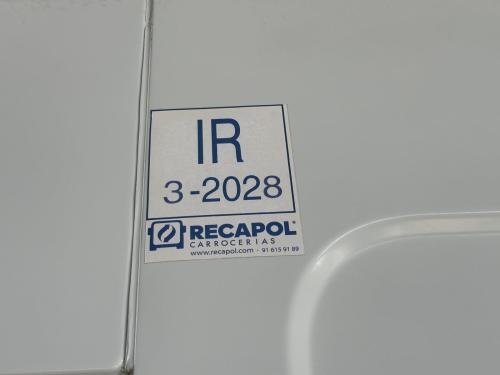 IR
3-2028
RECAPOL
CARROCERIAS
www.recapol.com - 91 615 91 89